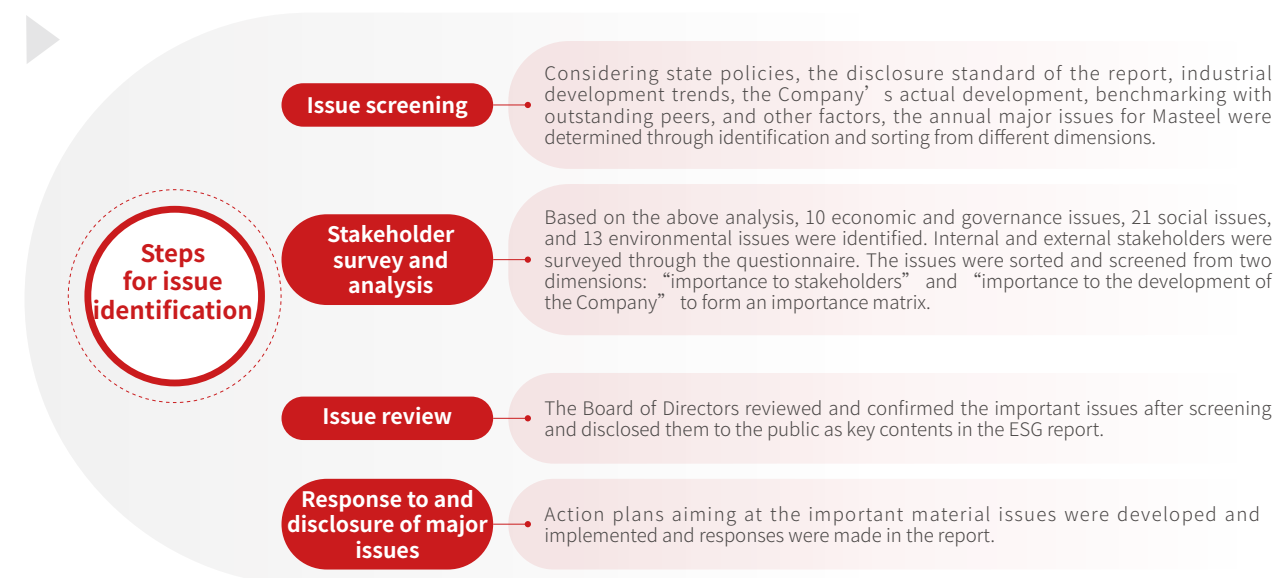 Steps
for issue
identification
Issue screening
Considering state policies, the disclosure standard of the report, industrial
development trends, the Company’s actual development, benchmarking with
outstanding peers, and other factors, the annual major issues for Masteel were
determined through identification and sorting from different dimensions.
Stakeholder
survey and
analysis
Based on the above analysis, 10 economic and governance issues, 21 social issues,
and 13 environmental issues were identified. Internal and external stakeholders were
surveyed through the questionnaire. The issues were sorted and screened from two
dimensions: “importance to stakeholders” and “importance to the development of
the Company” to form an importance matrix.
Issue review
The Board of Directors reviewed and confirmed the important issues after screening
and disclosed them to the public as key contents in the ESG report.
Response to and
disclosure of major
issues
Action plans aiming at the important material issues were developed and
implemented and responses were made in the report.